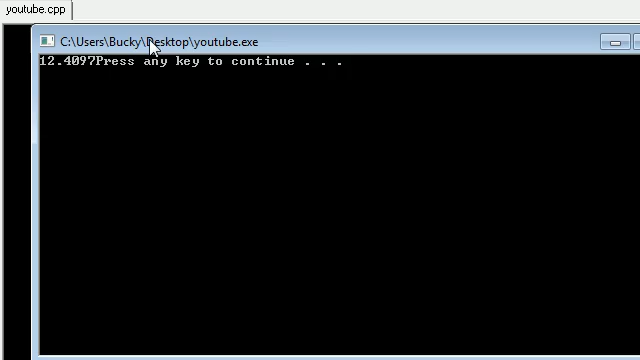 youtube.cpp
C:\Users\Bucky\Desktop\youtube.exe
12.4097Press any key to continue . . .